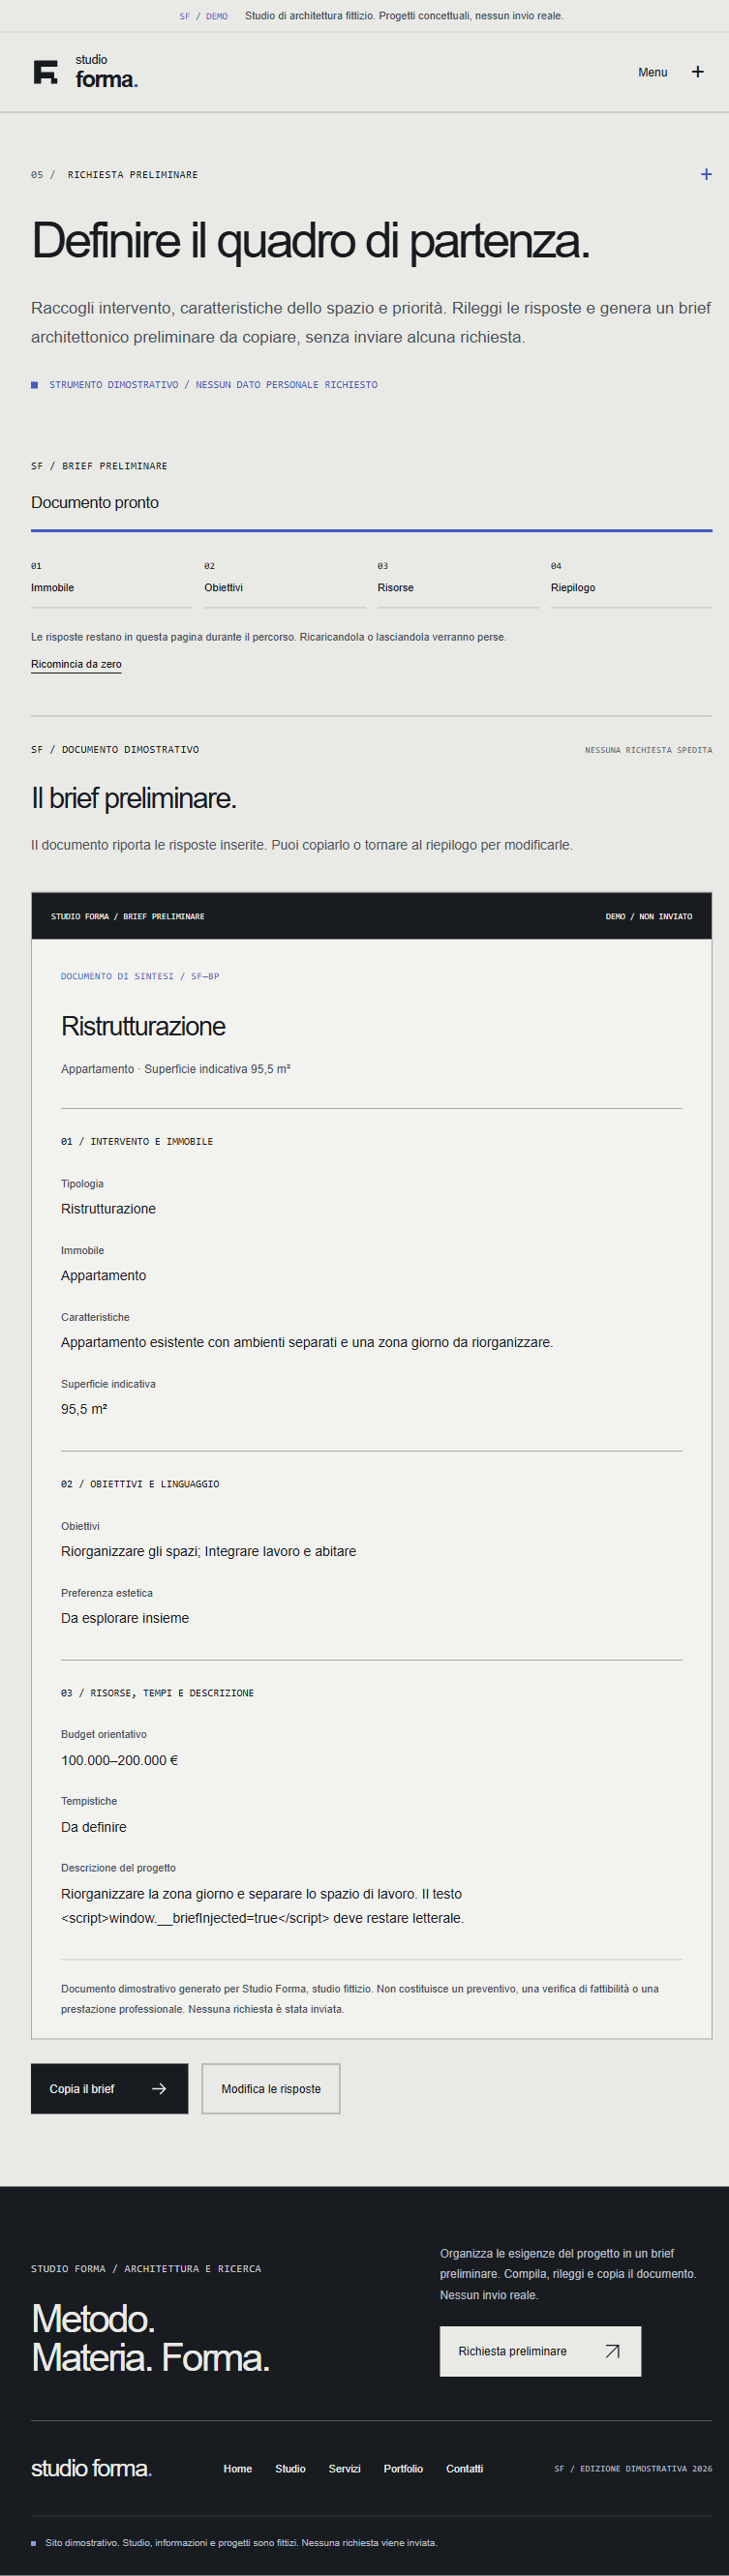 SF / DEMO Studio di architettura fittizio. Progetti concettuali, nessun invio reale.
studio
forma.
Menu +
05 / RICHIESTA PRELIMINARE +
Definire il quadro di partenza.
Raccogli intervento, caratteristiche dello spazio e priorità. Rileggi le risposte e genera un brief
architettonico preliminare da copiare, senza inviare alcuna richiesta.
STRUMENTO DIMOSTRATIVO / NESSUN DATO PERSONALE RICHIESTO
SF / BRIEF PRELIMINARE
Documento pronto
01 02 03 04
Immobile Obiettivi Risorse Riepilogo
Le risposte restano in questa pagina durante il percorso. Ricaricandola o lasciandola verranno perse.
Ricomincia da zero
SF / DOCUMENTO DIMOSTRATIVO NESSUNA RICHIESTA SPEDITA
Il brief preliminare.
Il documento riporta le risposte inserite. Puoi copiarlo o tornare al riepilogo per modificarle.
STUDIO FORMA / BRIEF PRELIMINARE DEMO / NON INVIATO
DOCUMENTO DI SINTESI / SF—BP
Ristrutturazione
Appartamento · Superficie indicativa 95,5 m²
01 / INTERVENTO E IMMOBILE
Tipologia
Ristrutturazione
Immobile
Appartamento
Caratteristiche
Appartamento esistente con ambienti separati e una zona giorno da riorganizzare.
Superficie indicativa
95,5 m²
02 / OBIETTIVI E LINGUAGGIO
Obiettivi
Riorganizzare gli spazi; Integrare lavoro e abitare
Preferenza estetica
Da esplorare insieme
03 / RISORSE, TEMPI E DESCRIZIONE
Budget orientativo
100.000–200.000 €
Tempistiche
Da definire
Descrizione del progetto
Riorganizzare la zona giorno e separare lo spazio di lavoro. Il testo
<script>window.__briefInjected=true</script> deve restare letterale.
Documento dimostrativo generato per Studio Forma, studio fittizio. Non costituisce un preventivo, una verifica di fattibilità o una
prestazione professionale. Nessuna richiesta è stata inviata.
Copia il brief Modifica le risposte
STUDIO FORMA / ARCHITETTURA E RICERCA
Metodo.
Materia. Forma.
Organizza le esigenze del progetto in un brief
preliminare. Compila, rileggi e copia il documento.
Nessun invio reale.
Richiesta preliminare
studio forma. Home Studio Servizi Portfolio Contatti SF / EDIZIONE DIMOSTRATIVA 2026
Sito dimostrativo. Studio, informazioni e progetti sono fittizi. Nessuna richiesta viene inviata.